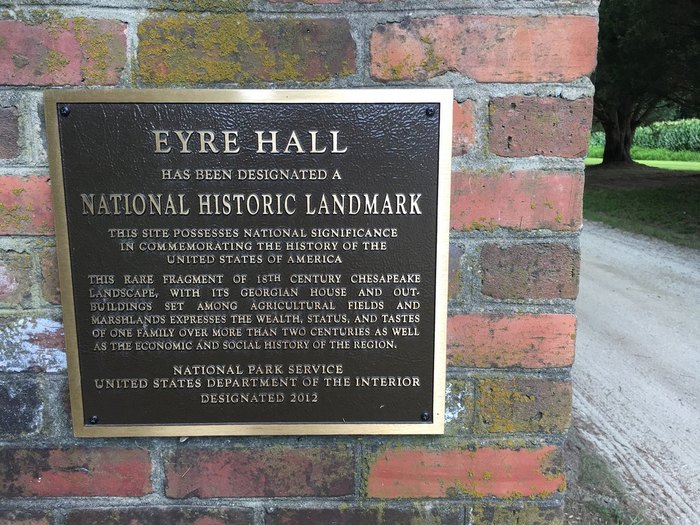 EYRE HALL
HAS BEEN DESIGNATED A
NATIONAL HISTORIC LANDMARK
THIS SITE POSSESSES NATIONAL SIGNIFICANCE
IN COMMEMORATING THE HISTORY OF THE
UNITED STATES OF AMERICA
THIS RARE FRAGMENT OF 18TH CENTURY CHESAPEAKE
LANDSCAPE, WITH ITS GEORGIAN HOUSE AND OUT-
BUILDINGS SET AMONG AGRICULTURAL FIELDS AND
MARSHLANDS EXPRESSES THE WEALTH, STATUS, AND TASTES
OF ONE FAMILY OVER MORE THAN TWO CENTURIES AS WELL
AS THE ECONOMIC AND SOCIAL HISTORY OF THE REGION.
NATIONAL PARK SERVICE
UNITED STATES DEPARTMENT OF THE INTERIOR
DESIGNATED 2012